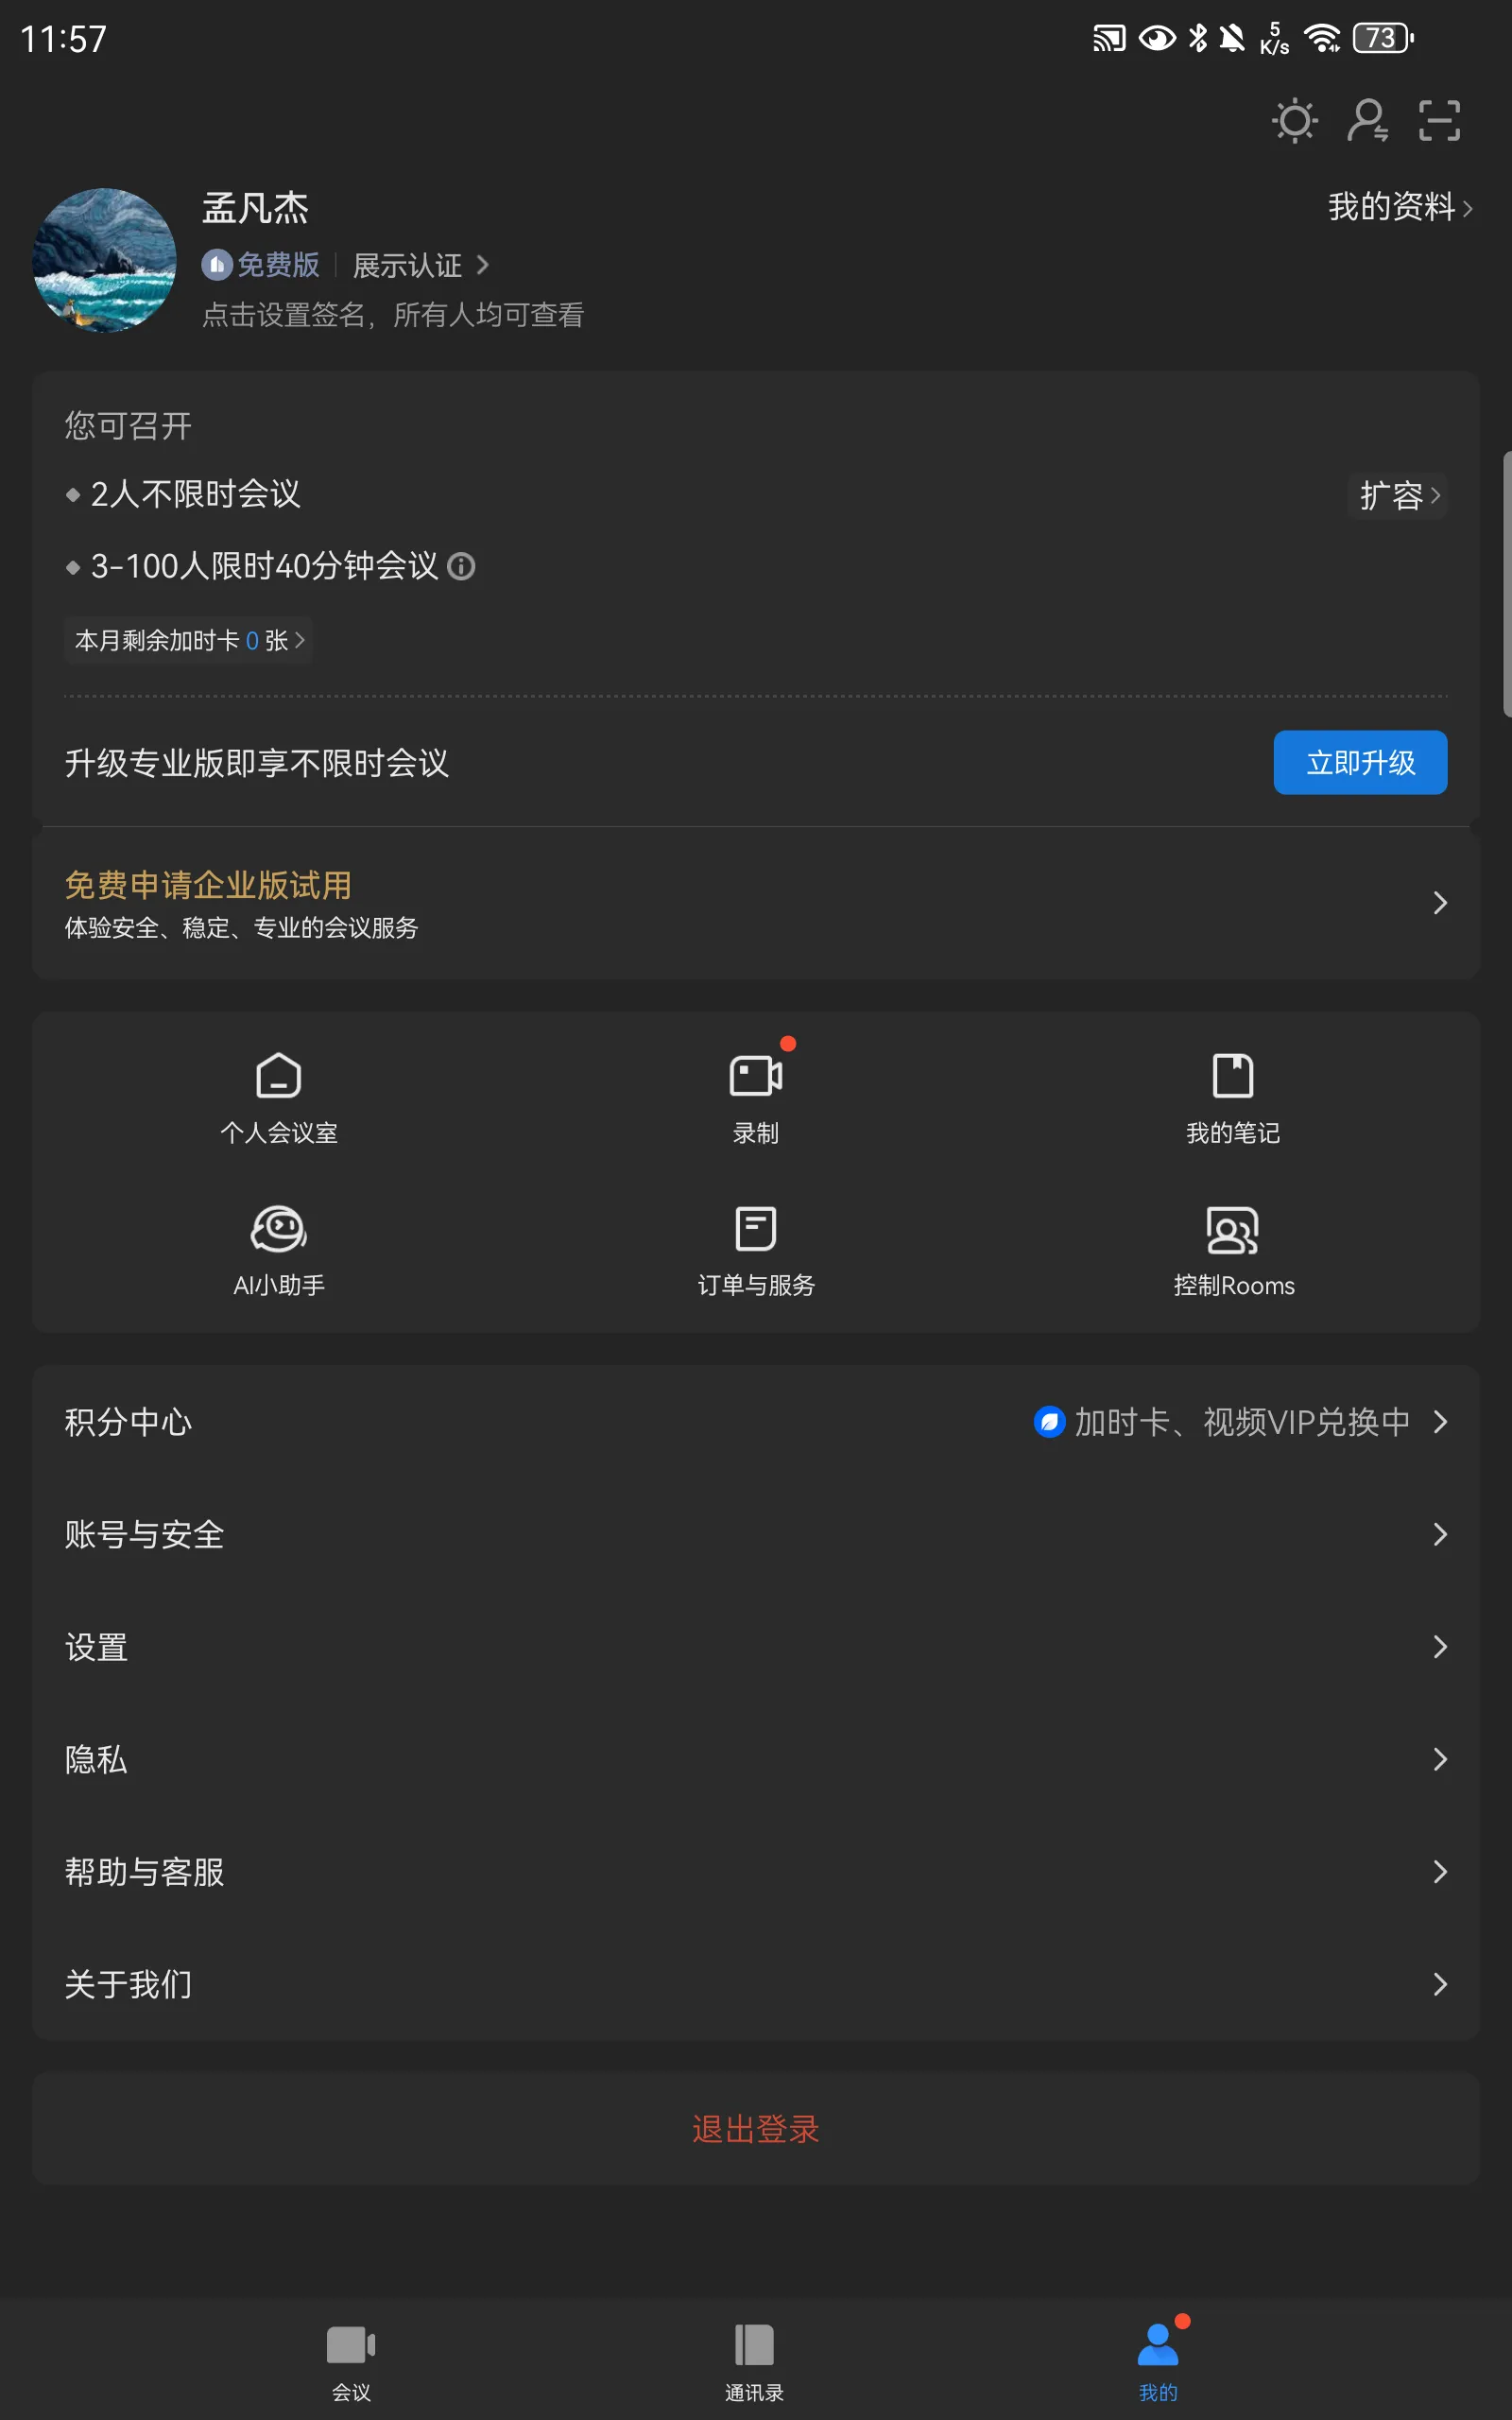 11:57
5
K/s
73
孟凡杰
我的资料
免费版
展示认证
点击设置签名，所有人均可查看
您可召开
2人不限时会议
扩容
3-100人限时40分钟会议
本月剩余加时卡 0 张
升级专业版即享不限时会议
立即升级
免费申请企业版试用
体验安全、稳定、专业的会议服务
个人会议室
录制
我的笔记
AI小助手
订单与服务
控制Rooms
积分中心
加时卡、视频VIP兑换中
账号与安全
设置
隐私
帮助与客服
关于我们
退出登录
会议
通讯录
我的